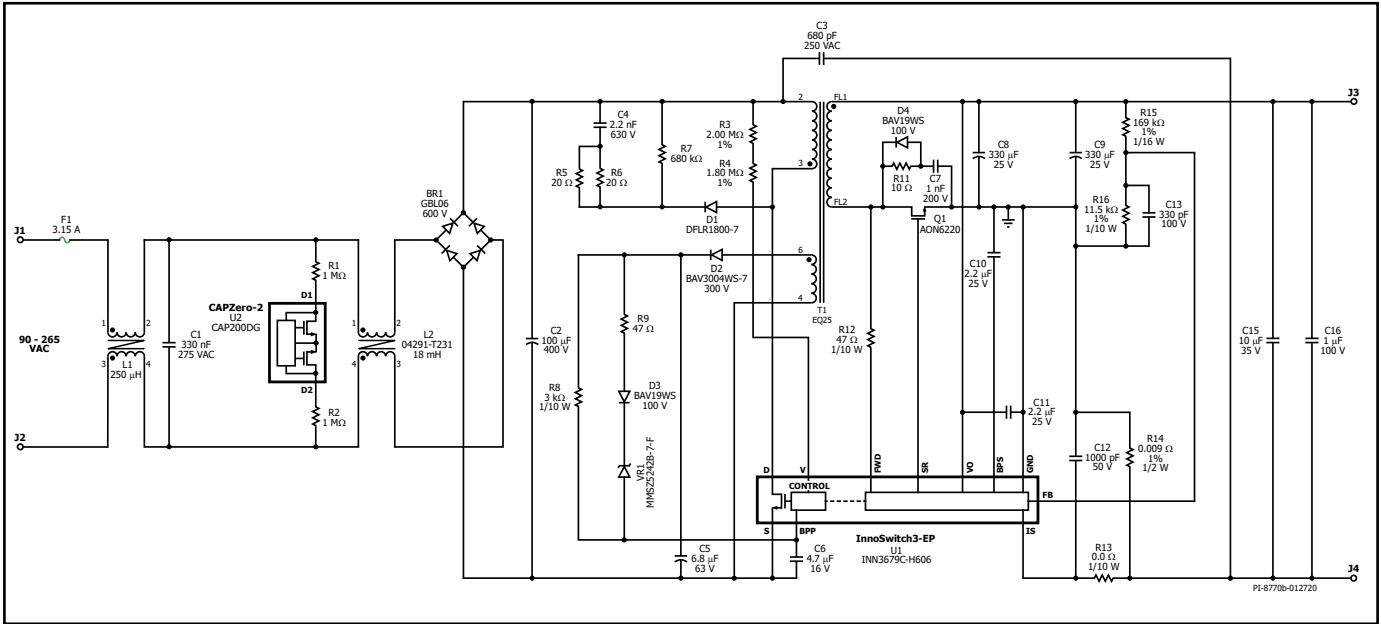 C3
680 pF
250 VAC
2
3
FL1
FL2
J3
C4
2.2 nF
630 V
R5
20 Ω
R6
20 Ω
R7
680 kΩ
R3
2.00 MΩ
1%
R4
1.80 MΩ
1%
D1
DFLR1800-7
D4
BAV19WS
100 V
R11
10 Ω
C7
1 nF
200 V
Q1
AON6220
C8
330 µF
25 V
C9
330 µF
25 V
R15
169 kΩ
1%
1/16 W
R16
11.5 kΩ
1%
1/10 W
C13
330 pF
100 V
BR1
GBL06
600 V
F1
3.15 A
J1
R1
1 MΩ
D1
CAPZero-2
U2
CAP200DG
D2
R2
1 MΩ
90 - 265
VAC
1
2
3
4
L1
250 µH
C1
330 nF
275 VAC
1
2
4
3
L2
04291-T231
18 mH
J2
C2
100 µF
400 V
D2
BAV3004WS-7
300 V
6
4
T1
EQ25
C10
2.2 µF
25 V
R9
47 Ω
R8
3 kΩ
1/10 W
D3
BAV19WS
100 V
VR1
MMSZ5242B-7-F
R12
47 Ω
1/10 W
C11
2.2 µF
25 V
C12
1000 pF
50 V
R14
0.009 Ω
1%
1/2 W
C15
10 µF
35 V
C16
1 µF
100 V
D
V
FWD
SR
VO
BPS
GND
CONTROL
FB
S
BPP
IS
InnoSwitch3-EP
U1
INN3679C-H606
C5
6.8 µF
63 V
C6
4.7 µF
16 V
R13
0.0 Ω
1/10 W
J4
PI-8770b-012720